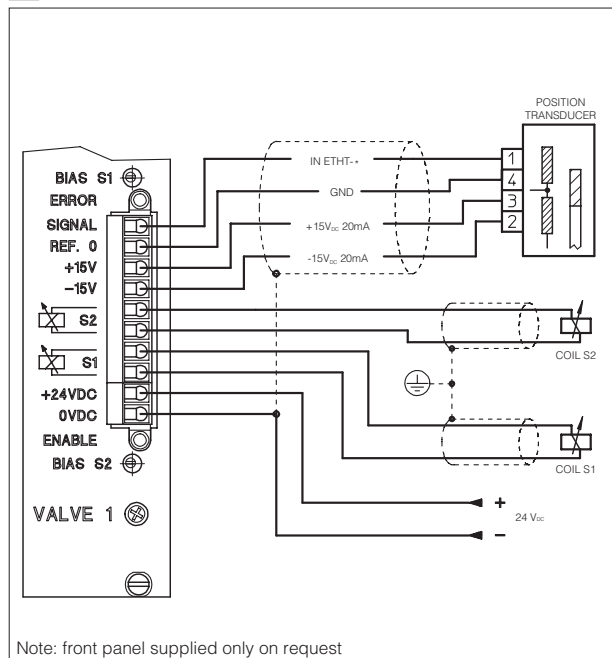 POSITION
TRANSDUCER
BIAS S1
ERROR
SIGNAL
REF. 0
+15V
-15V
S2
S1
+24VDC
0VDC
ENABLE
BIAS S2
VALVE 1
IN ETHT-*
GND
+15VDC 20mA
-15VDC 20mA
1
4
3
2
COIL S2
COIL S1
+
24 VDC
-
Note: front panel supplied only on request